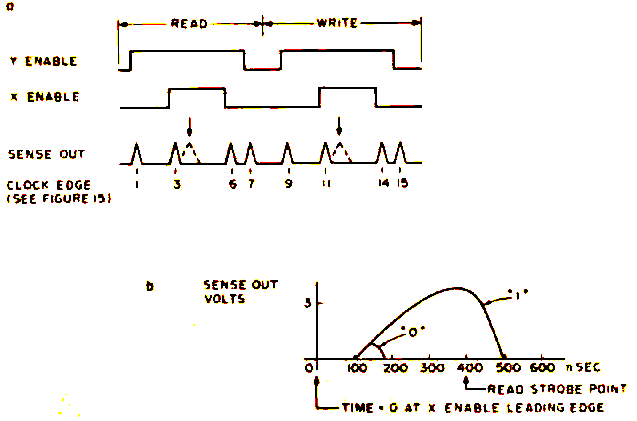 a
READ WRITE
Y ENABLE
X ENABLE
SENSE OUT
CLOCK EDGE 1 3 6 7 9 11 14 15
(SEE FIGURE 15)
b SENSE OUT
VOLTS
"1"
"0"
0 100 200 300 400 500 600 n SEC
READ STROBE POINT
TIME = 0 AT X ENABLE LEADING EDGE